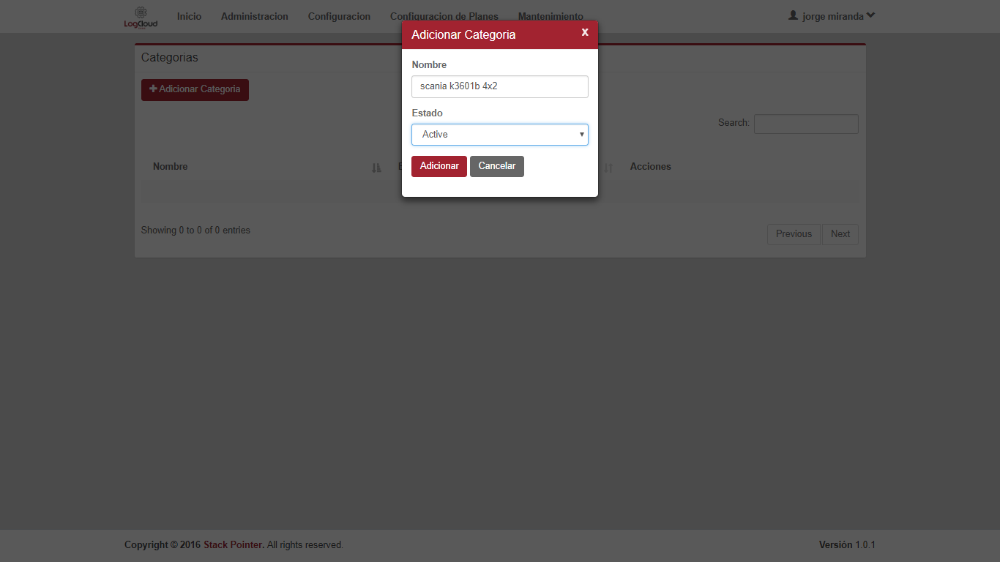 LogCloud
Inicio Administracion Configuracion Configuracion de Planes Mantenimiento jorge miranda
Adicionar Categoria x
Categorias
Nombre
Adicionar Categoria
scania k3601b 4x2
Estado
Search:
Active
Nombre Adicionar Cancelar Acciones
Showing 0 to 0 of 0 entries
Previous Next
Copyright © 2016 Stack Pointer. All rights reserved. Versión 1.0.1